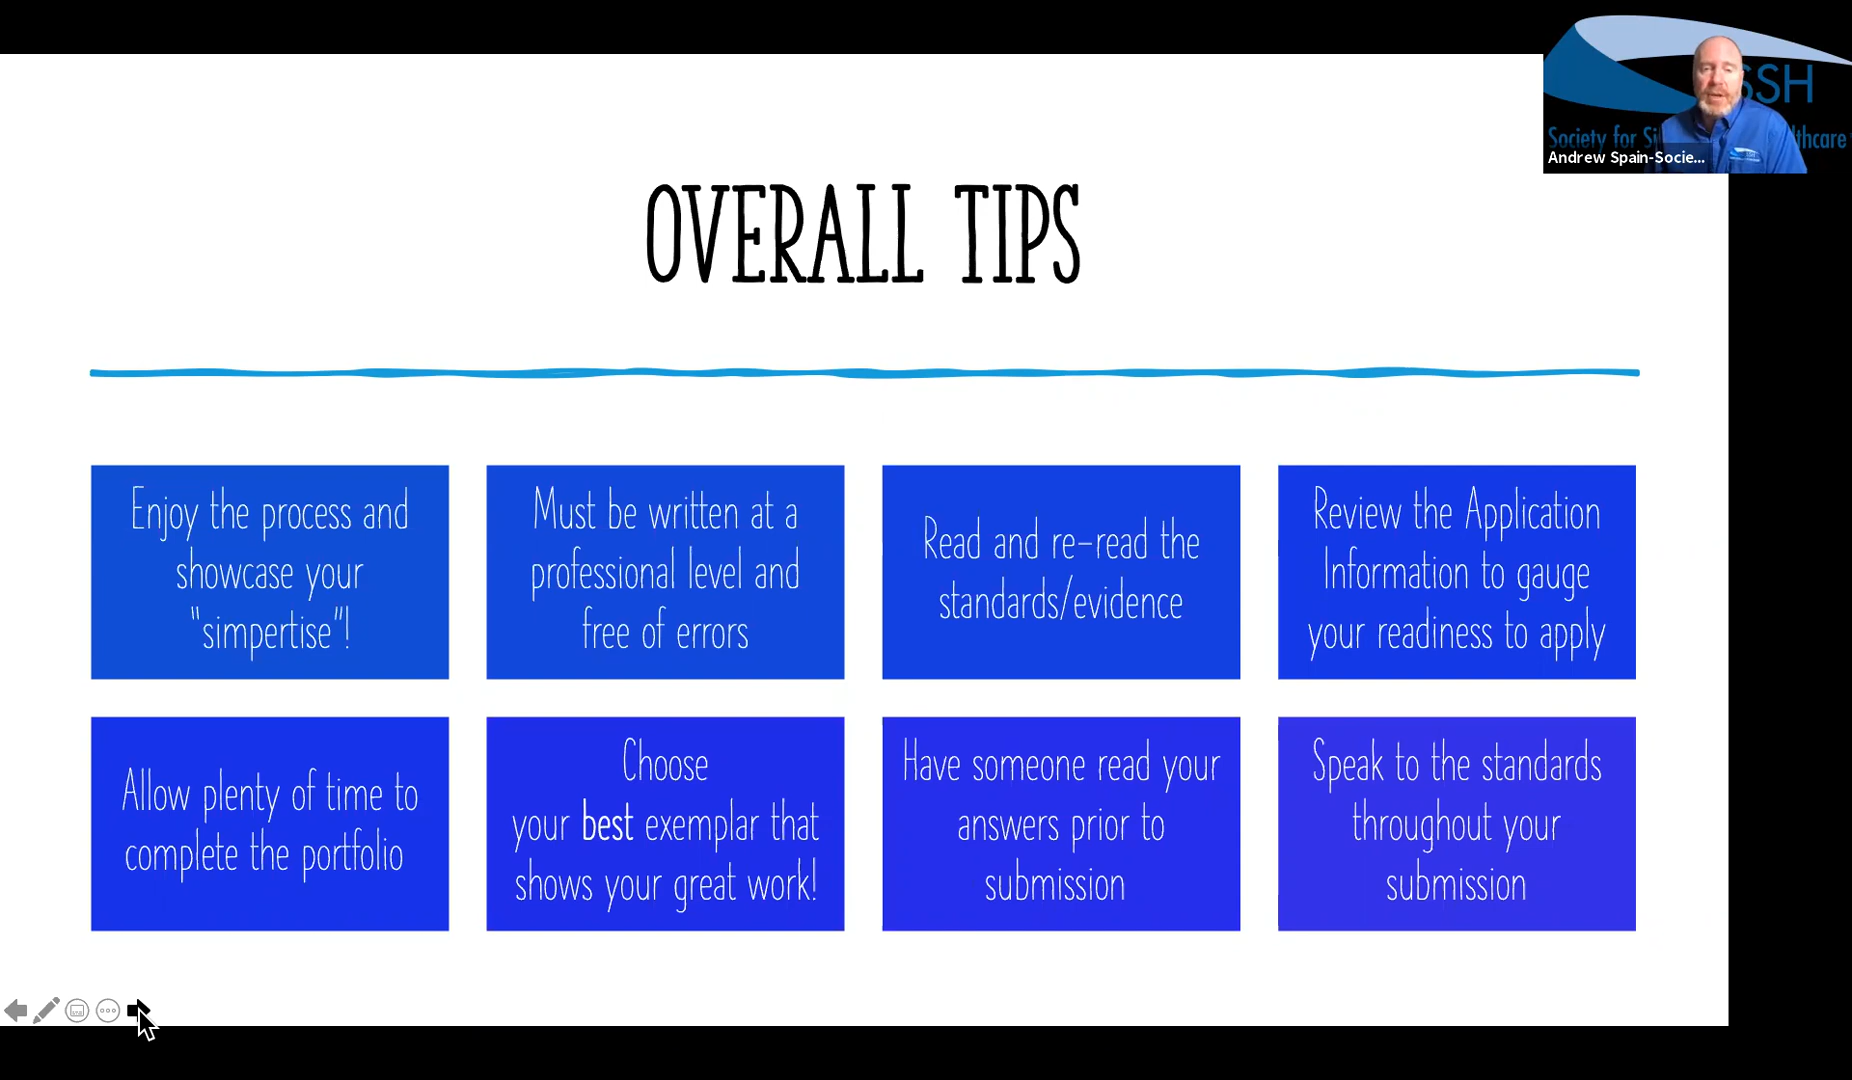 SSH
Society for Si lthcare
Andrew Spain-Socie...
OVERALL TIPS
Enjoy the process and
showcase your
"simpertise"!
Must be written at a
professional level and
free of errors
Read and re-read the
standards/evidence
Review the Application
Information to gauge
your readiness to apply
Allow plenty of time to
complete the portfolio
Choose
your best exemplar that
shows your great work!
Have someone read your
answers prior to
submission
Speak to the standards
throughout your
submission